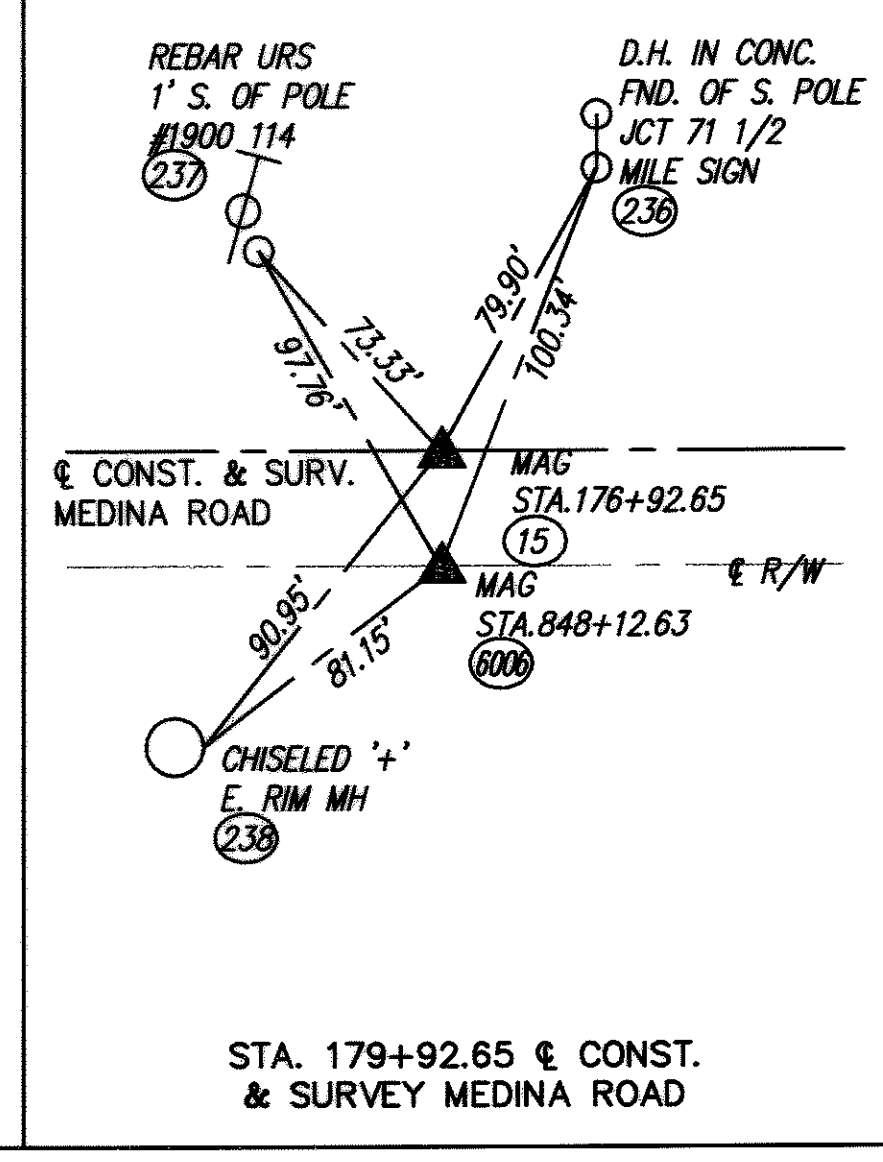 REBAR URS
1' S. OF POLE
#1900 114
237
D.H. IN CONC.
FND. OF S. POLE
JCT 71 1/2
MILE SIGN
236
79.90'
100.34'
73.33'
97.76'
℄ CONST. & SURV.
MEDINA ROAD
MAG
STA.176+92.65
15
℄ R/W
MAG
STA.848+12.63
6006
90.95'
81.15'
CHISELED '+'
E. RIM MH
238
STA. 179+92.65 ℄ CONST.
& SURVEY MEDINA ROAD